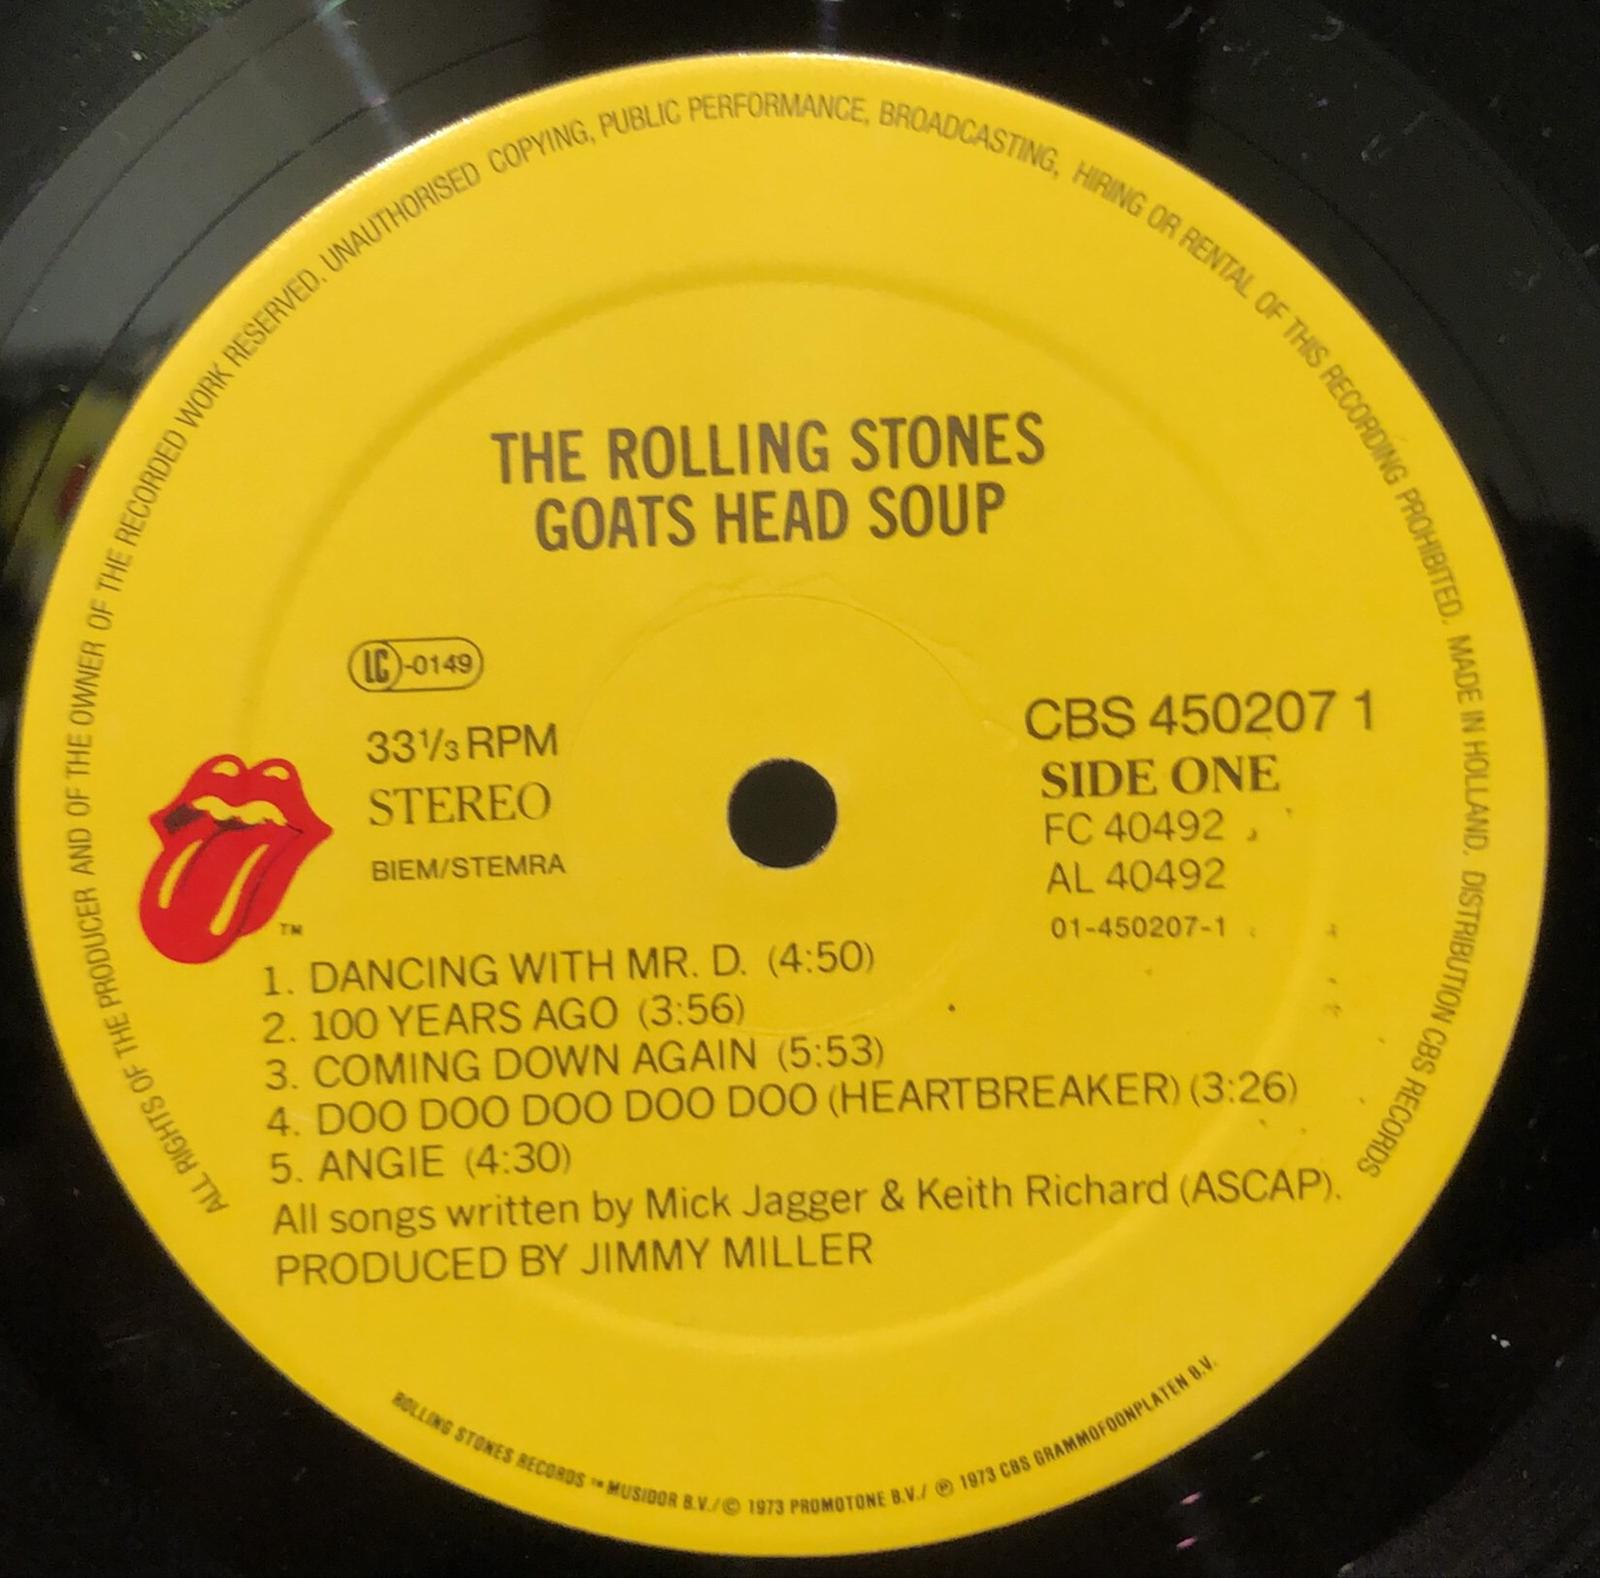 ALL RIGHTS OF THE PRODUCER AND OF THE OWNER OF THE RECORDED WORK RESERVED. UNAUTHORISED COPYING, PUBLIC PERFORMANCE, BROADCASTING, HIRING OR RENTAL OF THIS RECORDING PROHIBITED. MADE IN HOLLAND. DISTRIBUTION CBS RECORDS
THE ROLLING STONES
GOATS HEAD SOUP
LC-0149
33⅓ RPM
STEREO
BIEM/STEMRA
CBS 450207 1
SIDE ONE
FC 40492
AL 40492
01-450207-1
TM
1. DANCING WITH MR. D. (4:50)
2. 100 YEARS AGO (3:56)
3. COMING DOWN AGAIN (5:53)
4. DOO DOO DOO DOO DOO (HEARTBREAKER) (3:26)
5. ANGIE (4:30)
All songs written by Mick Jagger & Keith Richard (ASCAP).
PRODUCED BY JIMMY MILLER
ROLLING STONES RECORDS ™ MUSIDOR B.V./© 1973 PROMOTONE B.V./ ℗ 1973 CBS GRAMMOFOONPLATEN B.V.